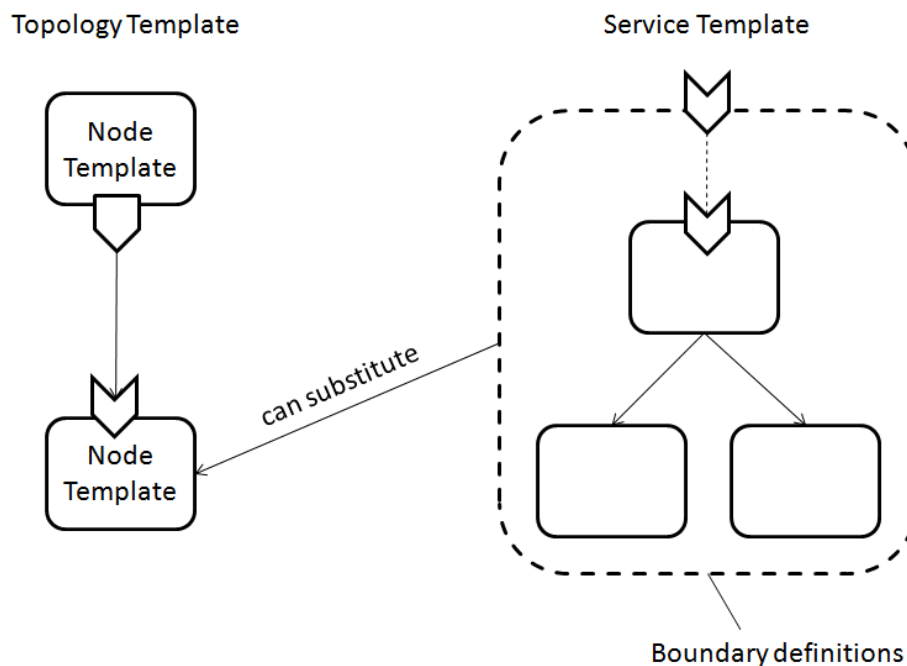 Topology Template
Service Template
Node
Template
can substitute
Node
Template
Boundary definitions